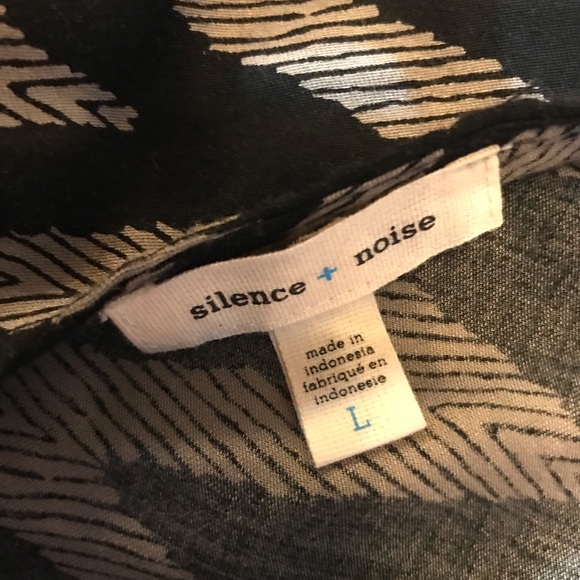 silence + noise
made in
indonesia
fabriqué en
indonesie
L